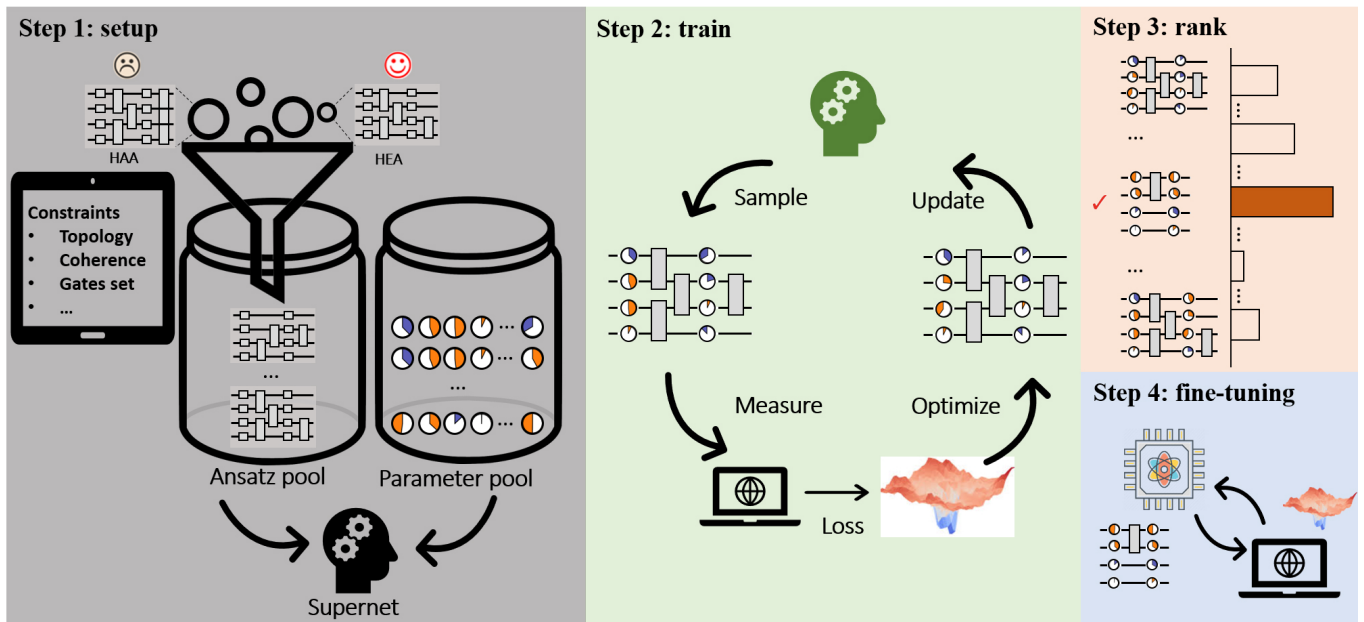 Step 1: setup
HAA
HEA
Constraints
• Topology
• Coherence
• Gates set
• ...
...
...
...
...
Ansatz pool
Parameter pool
Supernet
Step 2: train
Sample
Update
Measure
Optimize
Loss
Step 3: rank
...
...
...
...
...
...
Step 4: fine-tuning